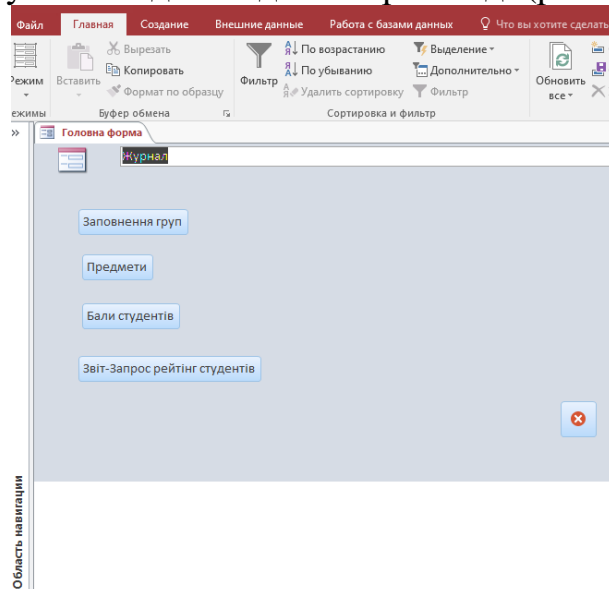 Файл Главная Создание Внешние данные Работа с базами данных Что вы хотите сделать
Режим
Вставить
Вырезать
Копировать
Формат по образцу
Буфер обмена
Фильтр
По возрастанию
По убыванию
Удалить сортировку
Выделение
Дополнительно
Фильтр
Сортировка и фильтр
Обновить
все
» Головна форма
Журнал
Заповнення груп
Предмети
Бали студентів
Звіт-Запрос рейтінг студентів
Область навигации